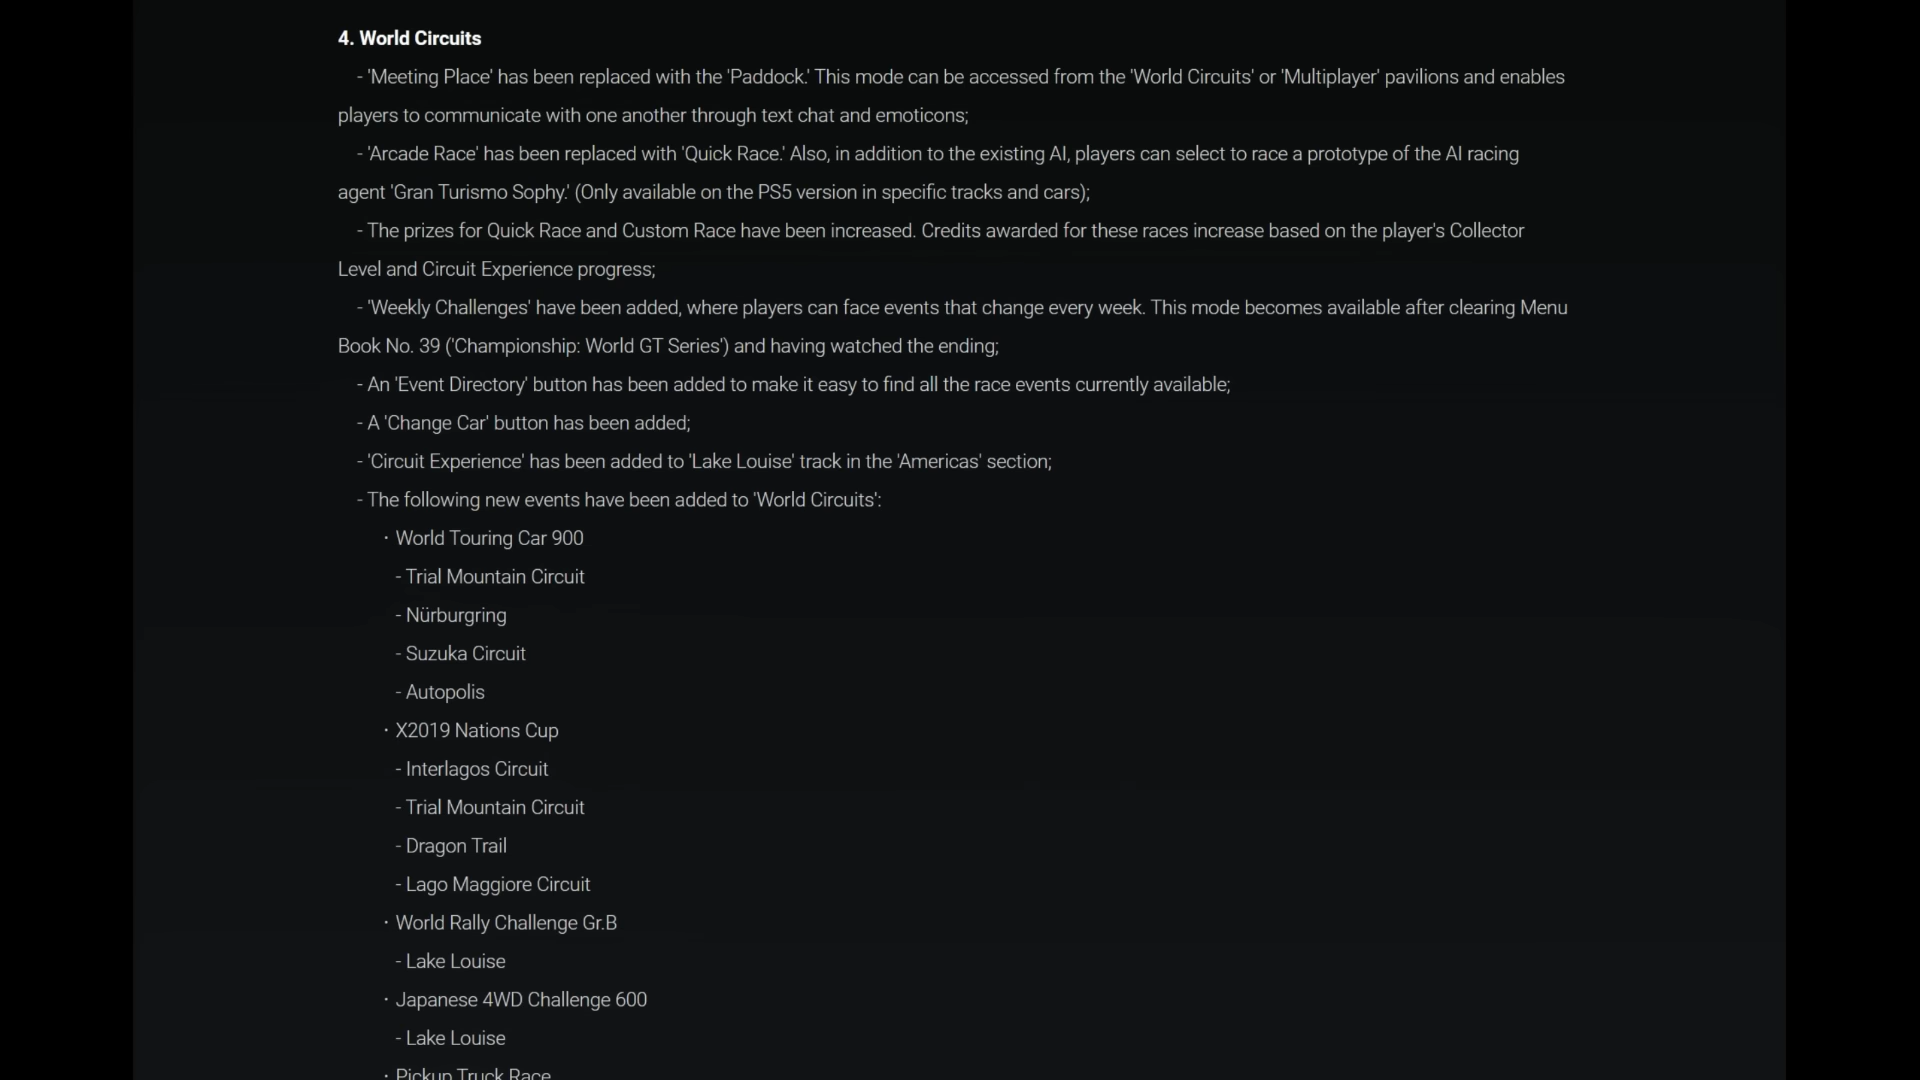 4. World Circuits
- 'Meeting Place' has been replaced with the 'Paddock.' This mode can be accessed from the 'World Circuits' or 'Multiplayer' pavilions and enables
players to communicate with one another through text chat and emoticons;
- 'Arcade Race' has been replaced with 'Quick Race.' Also, in addition to the existing AI, players can select to race a prototype of the AI racing
agent 'Gran Turismo Sophy.' (Only available on the PS5 version in specific tracks and cars);
- The prizes for Quick Race and Custom Race have been increased. Credits awarded for these races increase based on the player's Collector
Level and Circuit Experience progress;
- 'Weekly Challenges' have been added, where players can face events that change every week. This mode becomes available after clearing Menu
Book No. 39 ('Championship: World GT Series') and having watched the ending;
- An 'Event Directory' button has been added to make it easy to find all the race events currently available;
- A 'Change Car' button has been added;
- 'Circuit Experience' has been added to 'Lake Louise' track in the 'Americas' section;
- The following new events have been added to 'World Circuits':
・World Touring Car 900
- Trial Mountain Circuit
- Nürburgring
- Suzuka Circuit
- Autopolis
・X2019 Nations Cup
- Interlagos Circuit
- Trial Mountain Circuit
- Dragon Trail
- Lago Maggiore Circuit
・World Rally Challenge Gr.B
- Lake Louise
・Japanese 4WD Challenge 600
- Lake Louise
・Pickup Truck Race